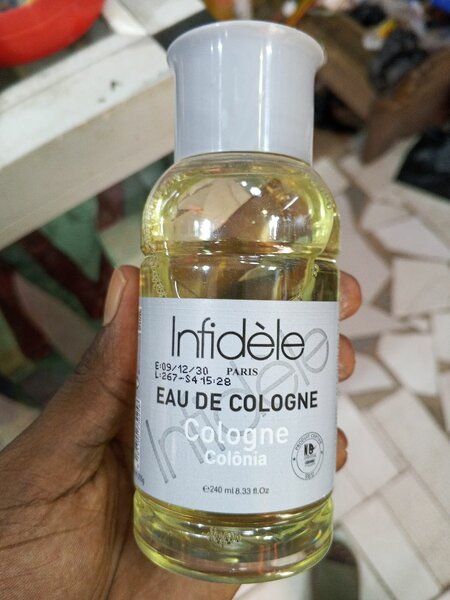 Infidèle
E:09/12/30
L:267-S4 15:28
PARIS
EAU DE COLOGNE
Cologne
Colônia
e240 ml.8.33 fl.Oz